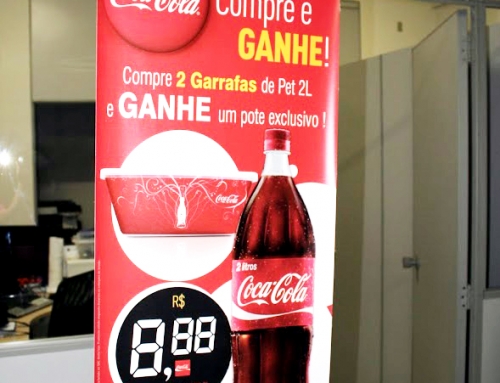 Coca-Cola
Compre e
GANHE!
Compre 2 Garrafas de Pet 2L
e GANHE um pote exclusivo !
Coca-Cola
2 litros
Coca-Cola
R$
8,88